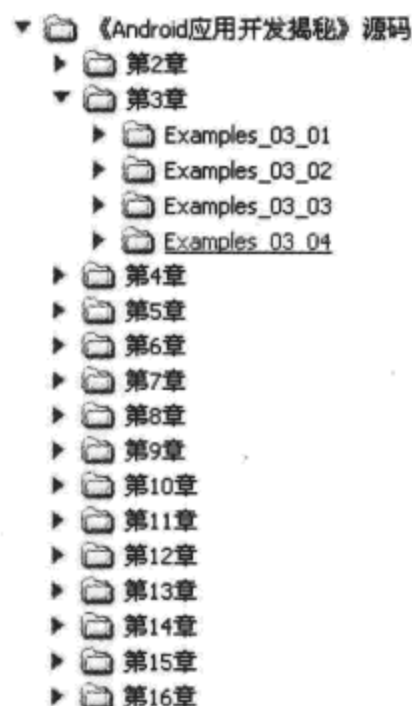 《Android应用开发揭秘》源码
第2章
第3章
Examples_03_01
Examples_03_02
Examples_03_03
Examples_03_04
第4章
第5章
第6章
第7章
第8章
第9章
第10章
第11章
第12章
第13章
第14章
第15章
第16章